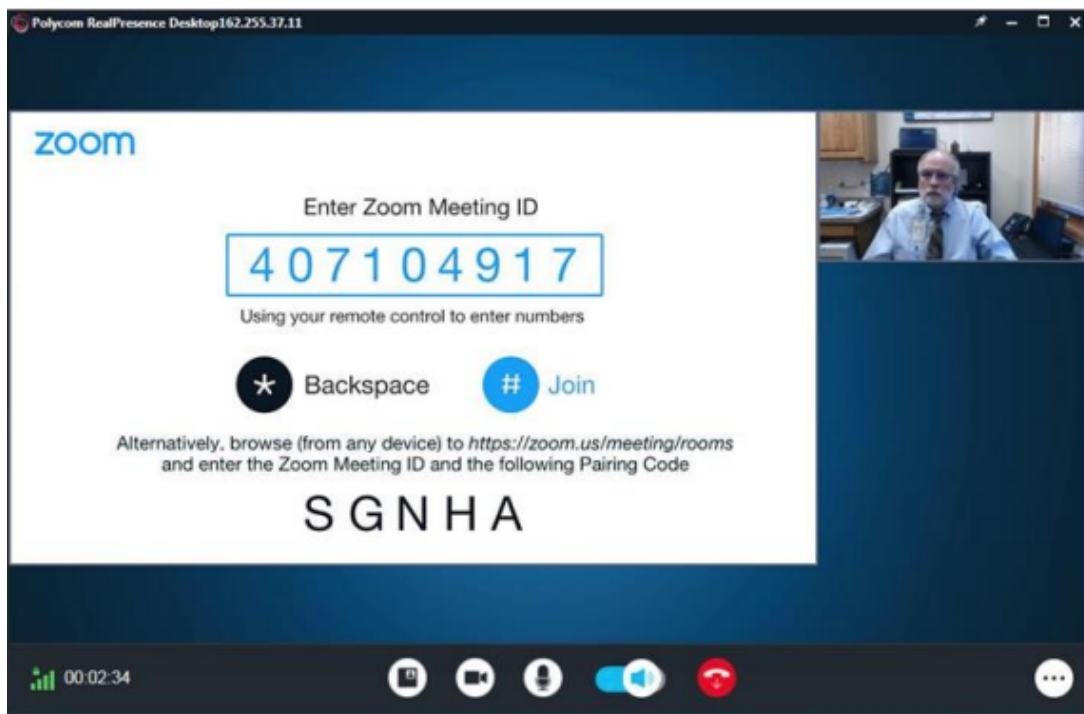 Polycom RealPresence Desktop162.255.37.11
zoom
Enter Zoom Meeting ID
407104917
Using your remote control to enter numbers
* Backspace
# Join
Alternatively, browse (from any device) to https://zoom.us/meeting/rooms
and enter the Zoom Meeting ID and the following Pairing Code
SGNHA
00:02:34